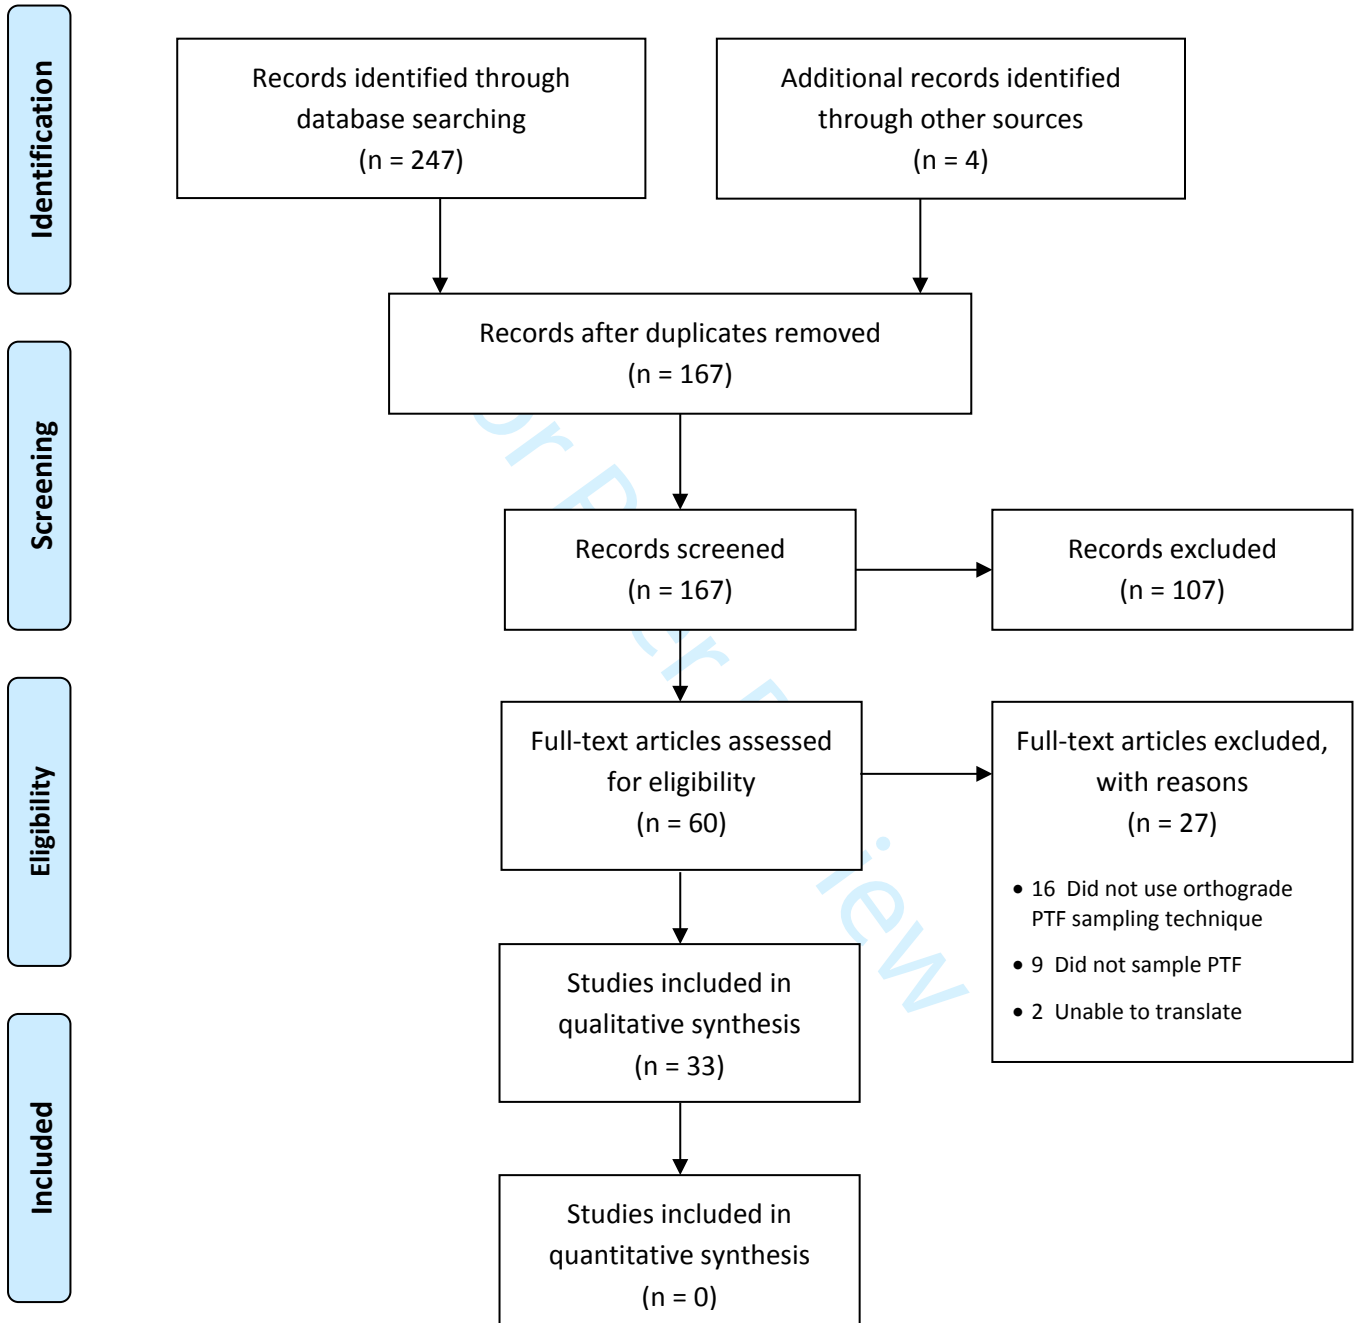 Identification
Records identified through
database searching
(n = 247)
Additional records identified
through other sources
(n = 4)
Records after duplicates removed
(n = 167)
Screening
Records screened
(n = 167)
Records excluded
(n = 107)
Eligibility
Full-text articles assessed
for eligibility
(n = 60)
Full-text articles excluded,
with reasons
(n = 27)
• 16 Did not use orthograde
PTF sampling technique
• 9 Did not sample PTF
• 2 Unable to translate
Studies included in
qualitative synthesis
(n = 33)
Included
Studies included in
quantitative synthesis
(n = 0)